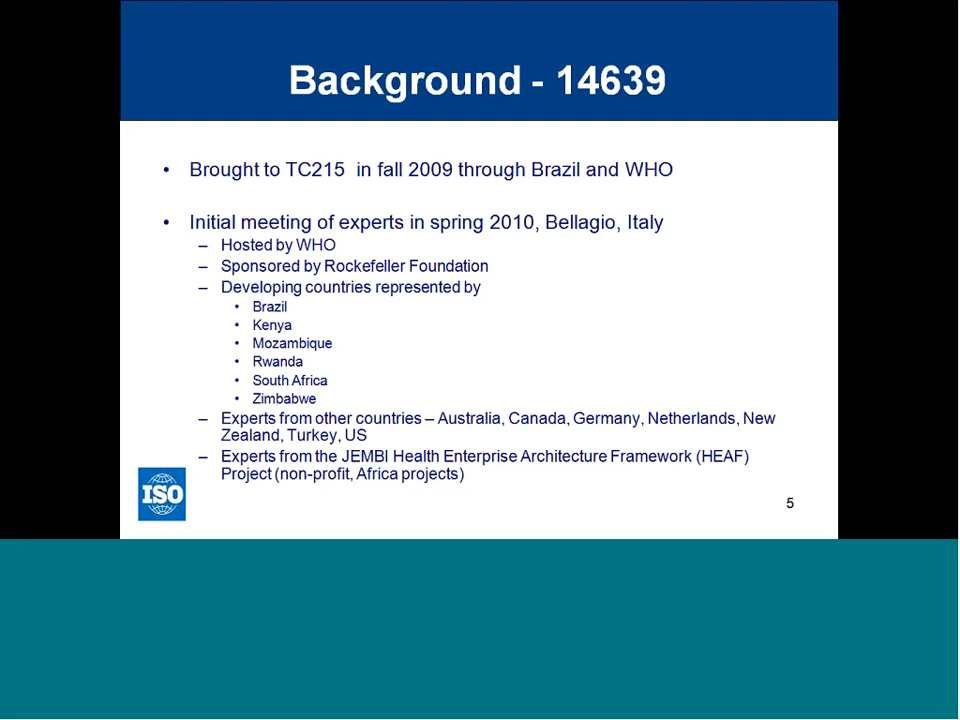 Background - 14639
• Brought to TC215  in fall 2009 through Brazil and WHO
• Initial meeting of experts in spring 2010, Bellagio, Italy
– Hosted by WHO
– Sponsored by Rockefeller Foundation
– Developing countries represented by
• Brazil
• Kenya
• Mozambique
• Rwanda
• South Africa
• Zimbabwe
– Experts from other countries – Australia, Canada, Germany, Netherlands, New
Zealand, Turkey, US
– Experts from the JEMBI Health Enterprise Architecture Framework (HEAF)
Project (non-profit, Africa projects)
ISO
5